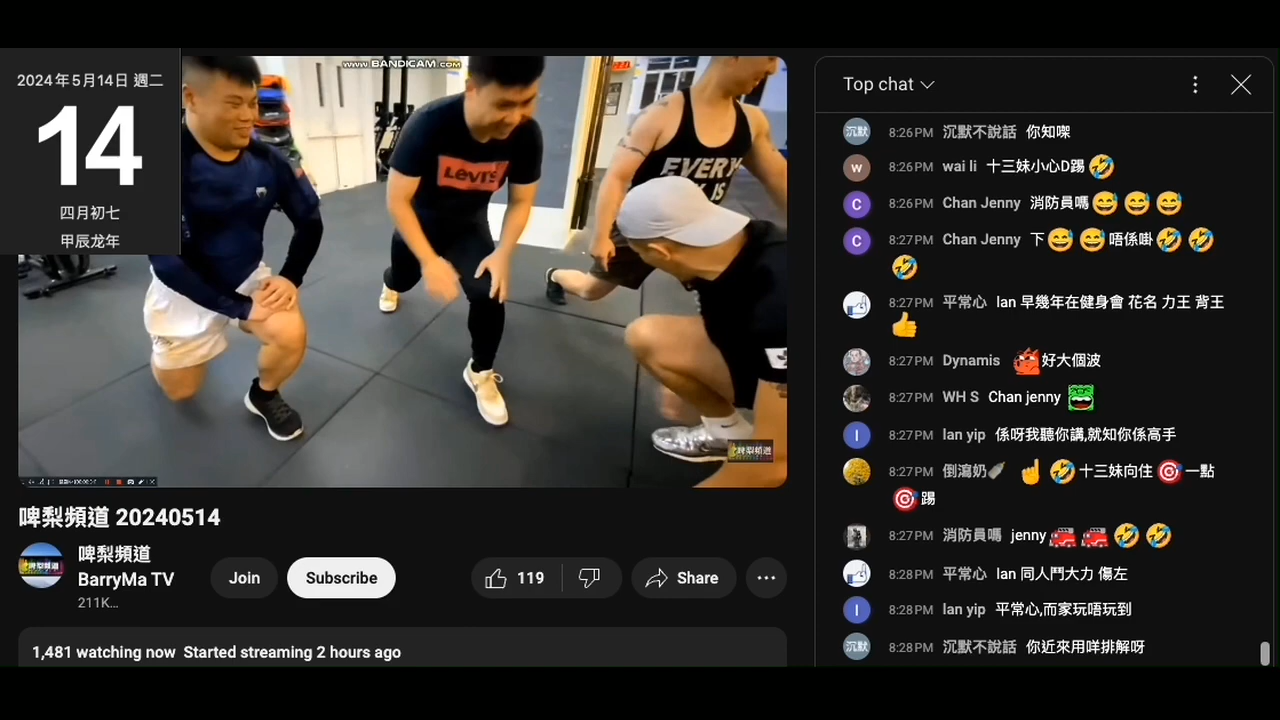 2024年5月14日 週二
14
四月初七
甲辰龙年
www.BANDICAM.com
Levi's
EVERY
IS
啤梨頻道
啤梨頻道 20240514
啤梨頻道
BarryMa TV
211K...
Join
Subscribe
119
Share
1,481 watching now Started streaming 2 hours ago
Top chat
沉默 8:26PM 沉默不說話 你知㗎
w 8:26PM wai li 十三妹小心D踢🤣
C 8:26PM Chan Jenny 消防員嗎😅 😅 😅
C 8:27PM Chan Jenny 下😅 😅唔係啩🤣 🤣
🤣
8:27PM 平常心 Ian 早幾年在健身會 花名 力王 背王
👍
8:27PM Dynamis 好大個波
8:27PM WH S Chan jenny
I 8:27PM Ian yip 係呀我聽你講,就知你係高手
8:27PM 倒瀉奶🍼 ☝️ 🤣十三妹向住🎯一點
🎯踢
8:27PM 消防員嗎 jenny🚒 🚒 🤣 🤣
8:28PM 平常心 Ian 同人鬥大力 傷左
I 8:28PM Ian yip 平常心,而家玩唔玩到
沉默 8:28PM 沉默不說話 你近來用咩排解呀